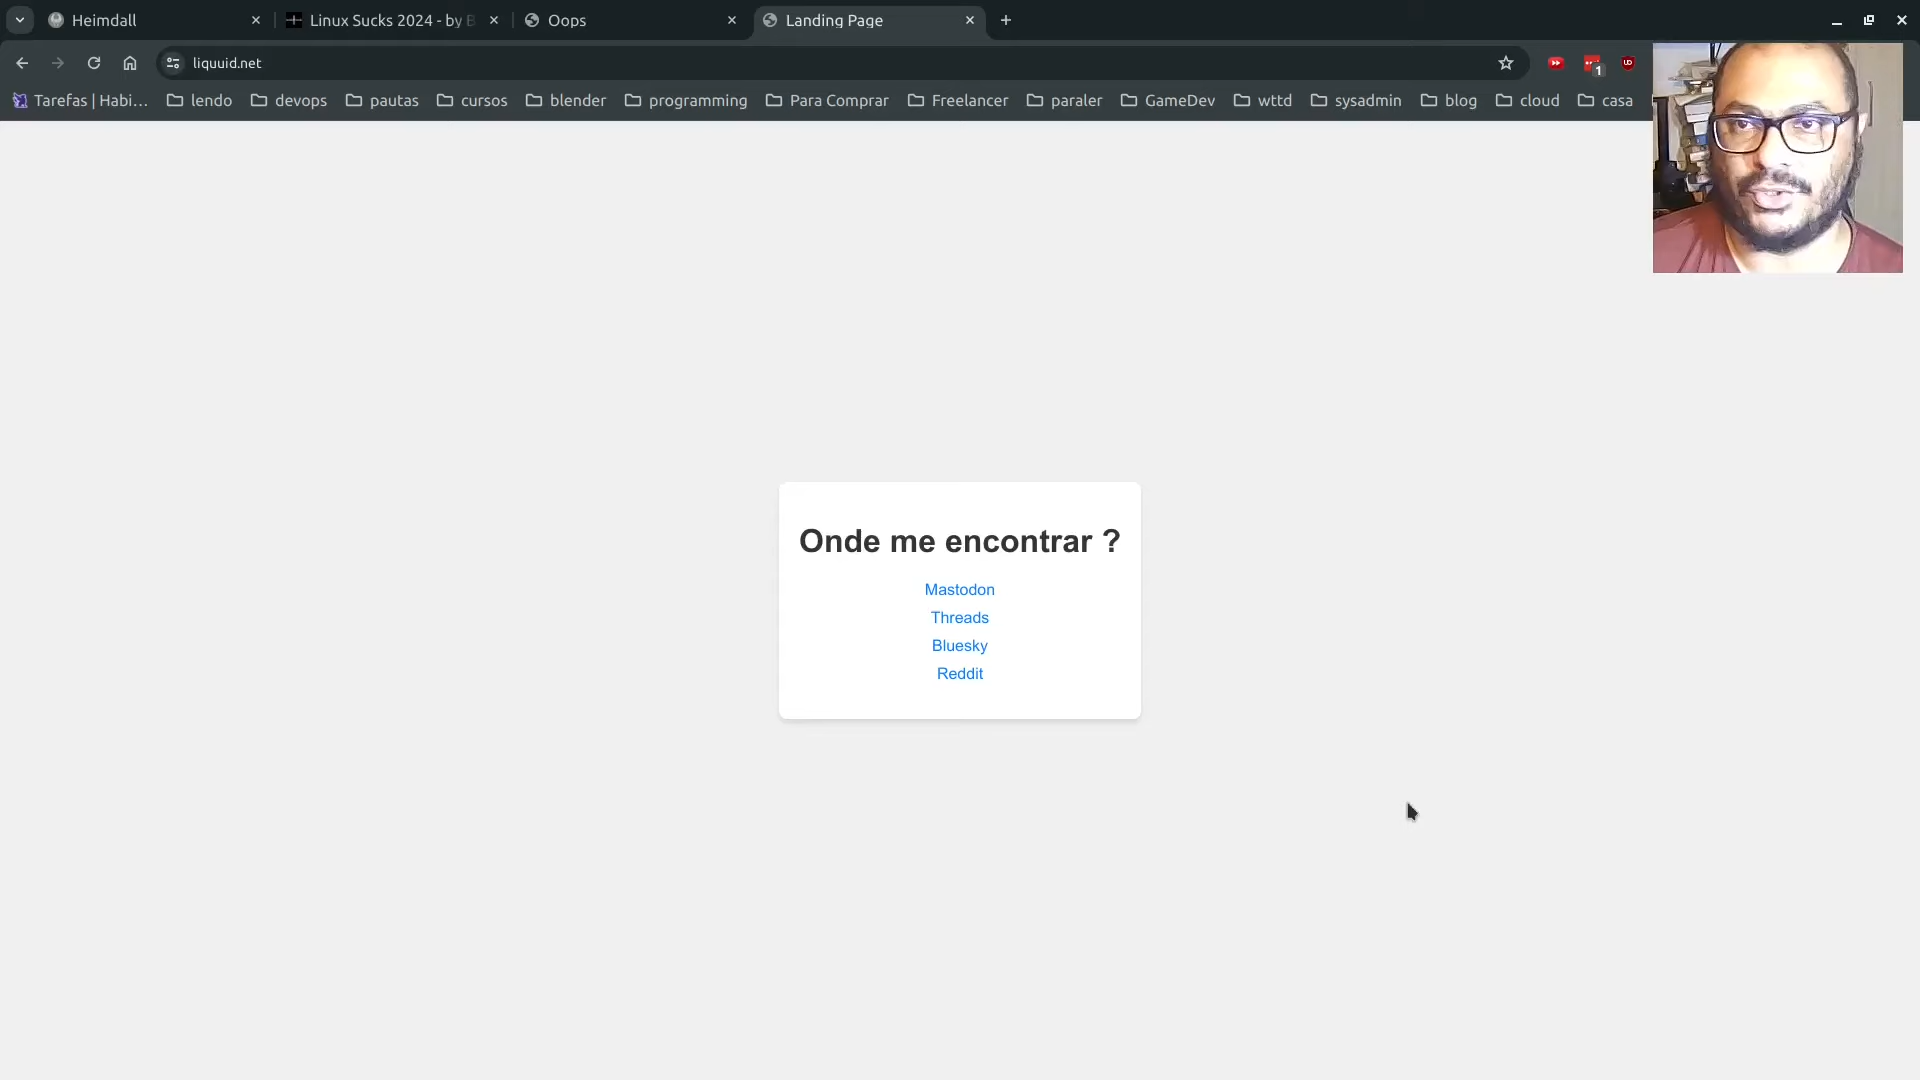 Heimdall
Linux Sucks 2024 - by B
Oops
Landing Page
liquuid.net
1
Tarefas | Habi...
lendo
devops
pautas
cursos
blender
programming
Para Comprar
Freelancer
paraler
GameDev
wttd
sysadmin
blog
cloud
casa
Onde me encontrar ?
Mastodon
Threads
Bluesky
Reddit